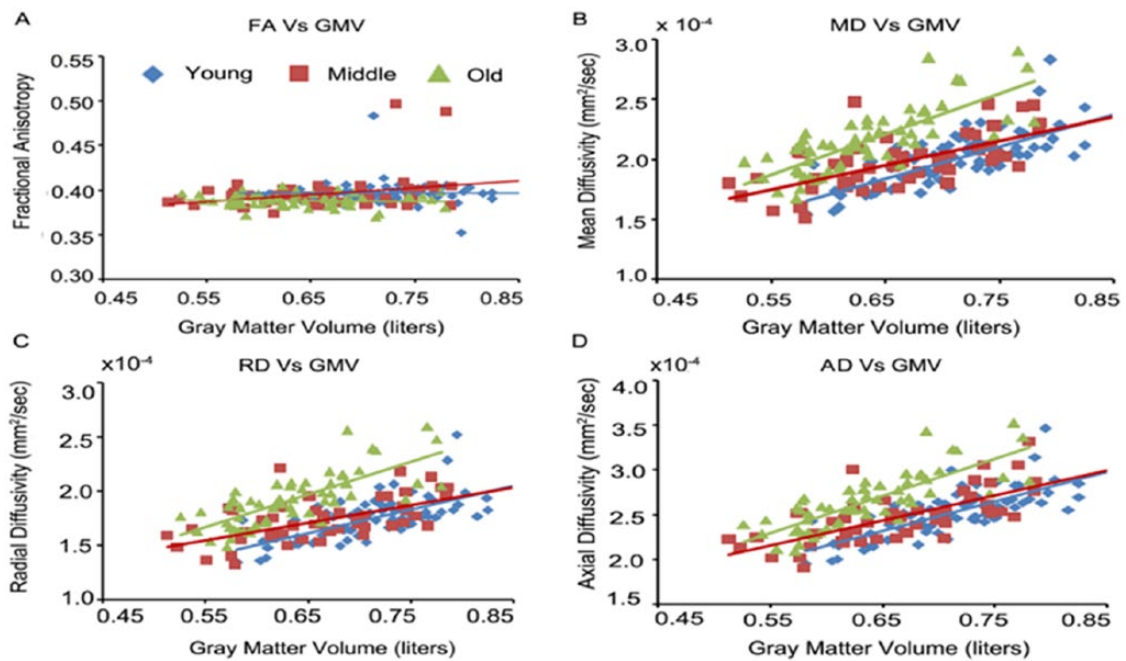 A
FA Vs GMV
Fractional Anisotropy
0.55
0.50
0.45
0.40
0.35
0.30
Young
Middle
Old
0.45
0.55
0.65
0.75
0.85
Gray Matter Volume (liters)
B
x 10⁻⁴
MD Vs GMV
Mean Diffusivity (mm²/sec)
3.0
2.5
2.0
1.5
1.0
0.45
0.55
0.65
0.75
0.85
Gray Matter Volume (liters)
C
x10⁻⁴
RD Vs GMV
Radial Diffusivity (mm²/sec)
3.0
2.5
2.0
1.5
1.0
0.45
0.55
0.65
0.75
0.85
Gray Matter Volume (liters)
D
x10⁻⁴
AD Vs GMV
Axial Diffusivity (mm²/sec)
4.0
3.5
3.0
2.5
2.0
1.5
0.45
0.55
0.65
0.75
0.85
Gray Matter Volume (liters)